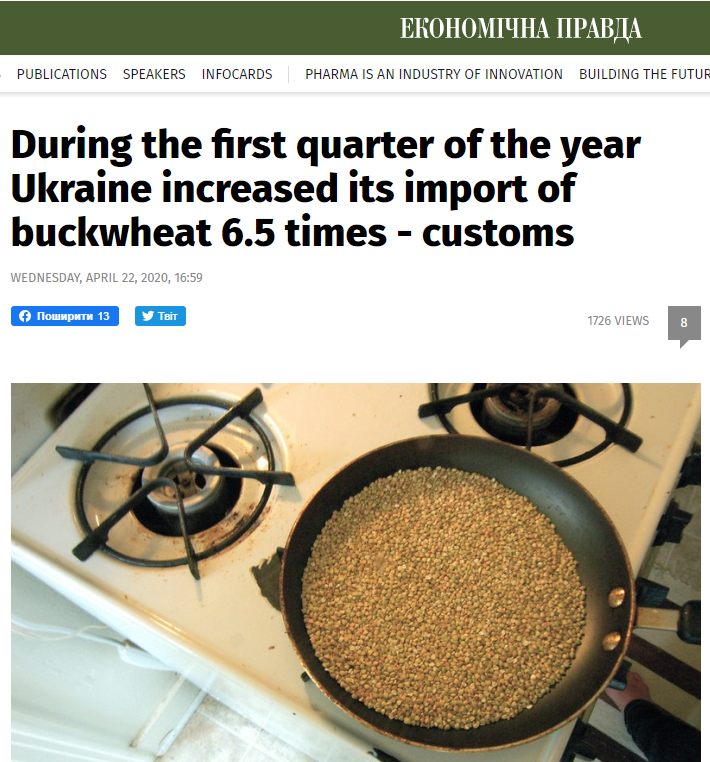 ЕКОНОМІЧНА ПРАВДА
PUBLICATIONS SPEAKERS INFOCARDS PHARMA IS AN INDUSTRY OF INNOVATION BUILDING THE
During the first quarter of the year
Ukraine increased its import of
buckwheat 6.5 times - customs
WEDNESDAY, APRIL 22, 2020, 16:59
Поширити 13 Твіт
1726 VIEWS 8